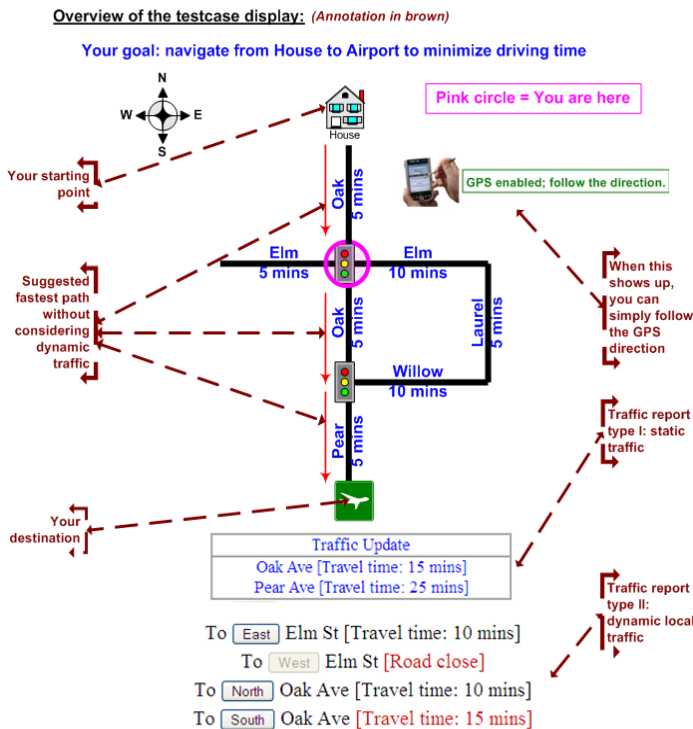 Overview of the testcase display: (Annotation in brown)
Your goal: navigate from House to Airport to minimize driving time
N
W E
S
House
Pink circle = You are here
GPS enabled; follow the direction.
Your starting
point
Oak
5 mins
Elm
5 mins
Elm
10 mins
Suggested
fastest path
without
considering
dynamic
traffic
When this
shows up,
you can
simply follow
the GPS
direction
Oak
5 mins
Laurel
5 mins
Willow
10 mins
Pear
5 mins
Traffic report
type I: static
traffic
Your
destination
Traffic Update
Oak Ave [Travel time: 15 mins]
Pear Ave [Travel time: 25 mins]
Traffic report
type II:
dynamic local
traffic
To East Elm St [Travel time: 10 mins]
To West Elm St [Road close]
To North Oak Ave [Travel time: 10 mins]
To South Oak Ave [Travel time: 15 mins]